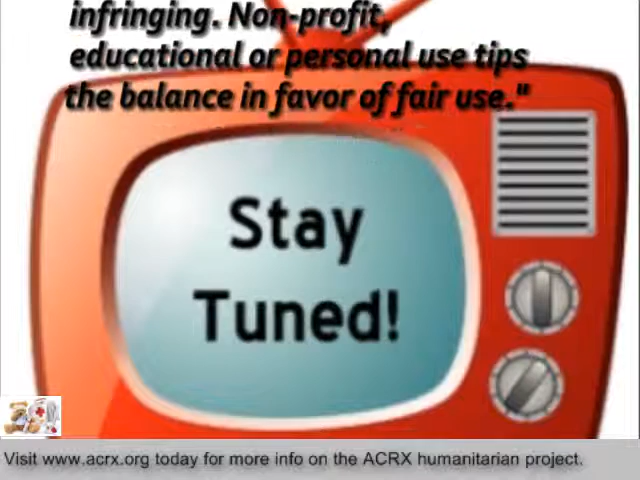 infringing. Non-profit,
educational or personal use tips
the balance in favor of fair use."
Stay
Tuned!
Visit www.acrx.org today for more info on the ACRX humanitarian project.